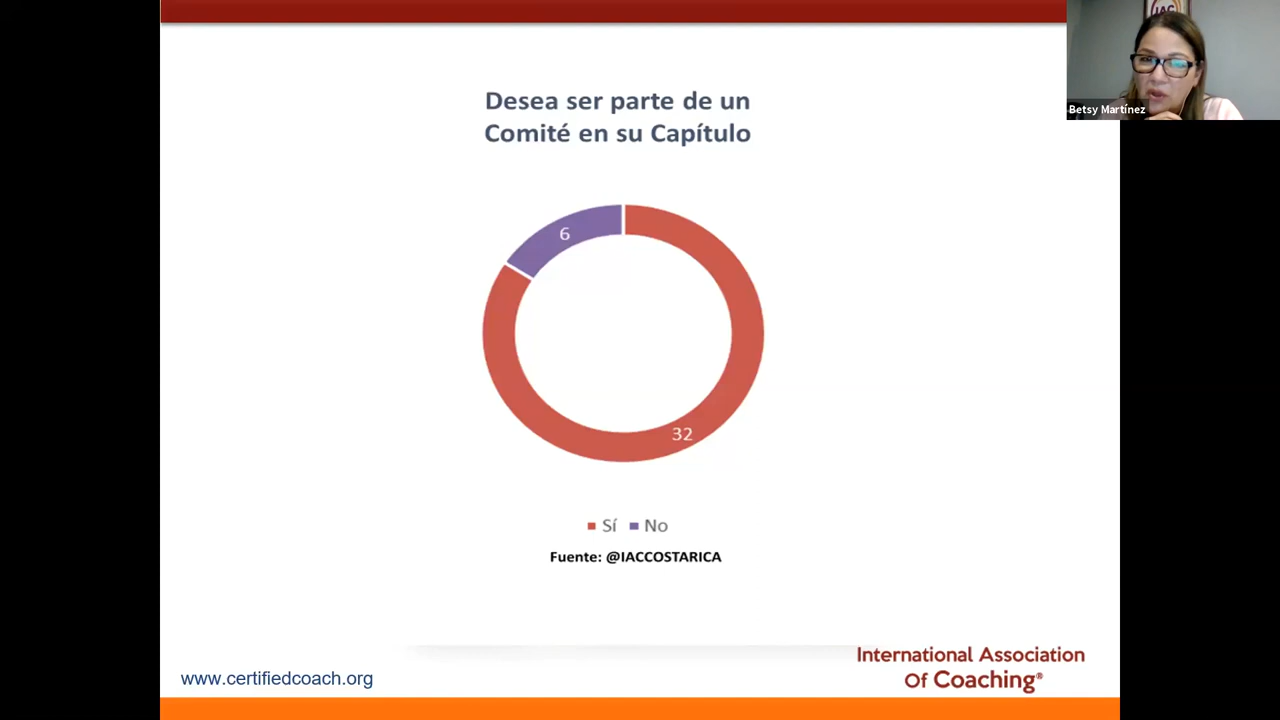 IAC
Betsy Martínez
Desea ser parte de un
Comité en su Capítulo
6
32
Sí No
Fuente: @IACCOSTARICA
www.certifiedcoach.org
International Association
Of Coaching®